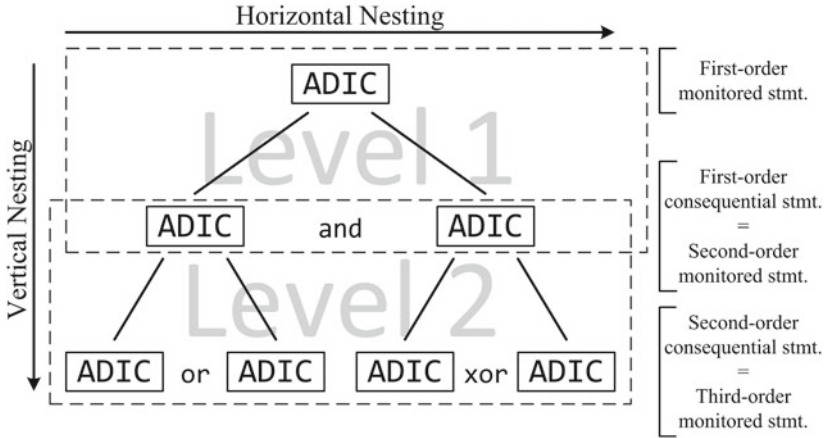 Horizontal Nesting
Vertical Nesting
ADIC
Level 1
ADIC and ADIC
Level 2
ADIC or ADIC ADIC xor ADIC
First-order
monitored stmt.
First-order
consequential stmt.
=
Second-order
monitored stmt.
Second-order
consequential stmt.
=
Third-order
monitored stmt.